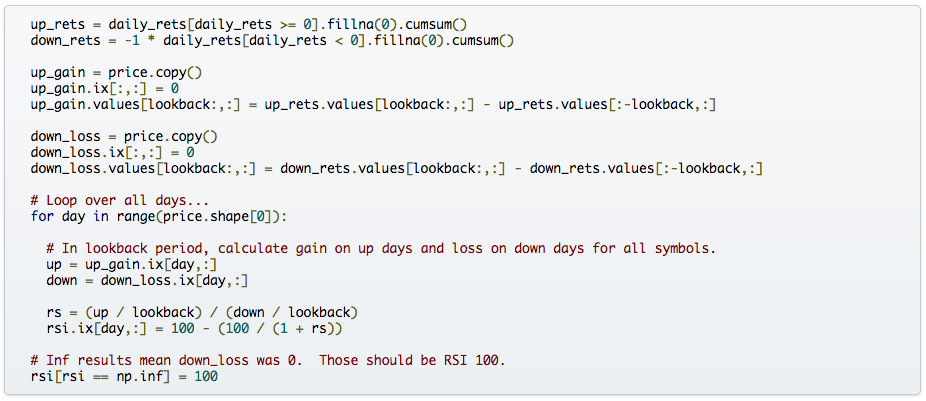 up_rets = daily_rets[daily_rets >= 0].fillna(0).cumsum()
down_rets = -1 * daily_rets[daily_rets < 0].fillna(0).cumsum()

up_gain = price.copy()
up_gain.ix[:,:] = 0
up_gain.values[lookback:,:] = up_rets.values[lookback:,:] - up_rets.values[:-lookback,:]

down_loss = price.copy()
down_loss.ix[:,:] = 0
down_loss.values[lookback:,:] = down_rets.values[lookback:,:] - down_rets.values[:-lookback,:]

# Loop over all days...
for day in range(price.shape[0]):

  # In lookback period, calculate gain on up days and loss on down days for all symbols.
  up = up_gain.ix[day,:]
  down = down_loss.ix[day,:]

  rs = (up / lookback) / (down / lookback)
  rsi.ix[day,:] = 100 - (100 / (1 + rs))

# Inf results mean down_loss was 0.  Those should be RSI 100.
rsi[rsi == np.inf] = 100